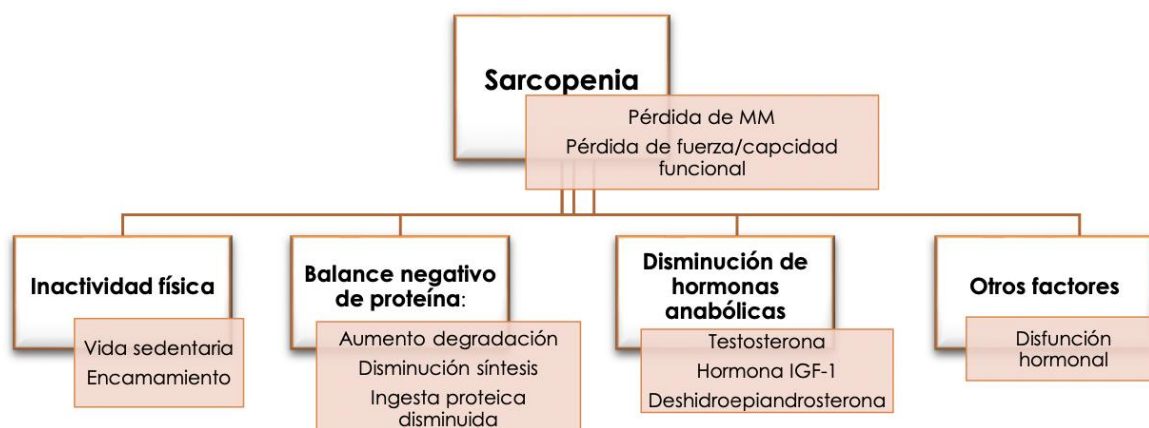 Sarcopenia
Pérdida de MM
Pérdida de fuerza/capcidad
funcional
Inactividad física
Vida sedentaria
Encamamiento
Balance negativo
de proteína:
Aumento degradación
Disminución síntesis
Ingesta proteica
disminuida
Disminución de
hormonas
anabólicas
Testosterona
Hormona IGF-1
Deshidroepiandrosterona
Otros factores
Disfunción
hormonal